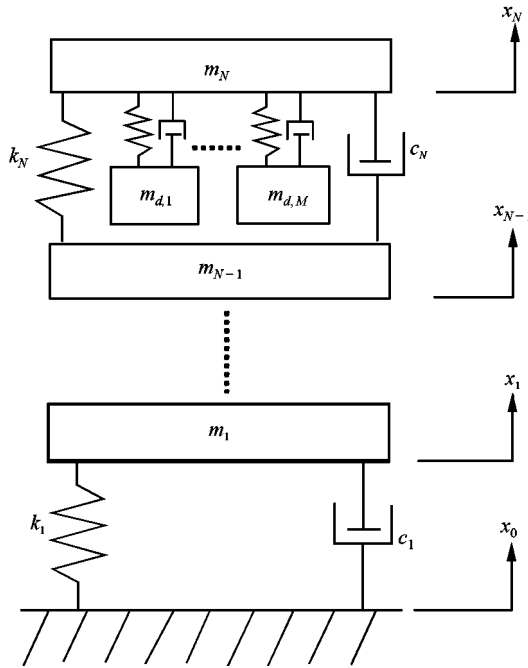 x_N
m_N
k_N
c_N
m_{d,1}
m_{d,M}
x_{N-}
m_{N-1}
x_1
m_1
k_1
c_1
x_0